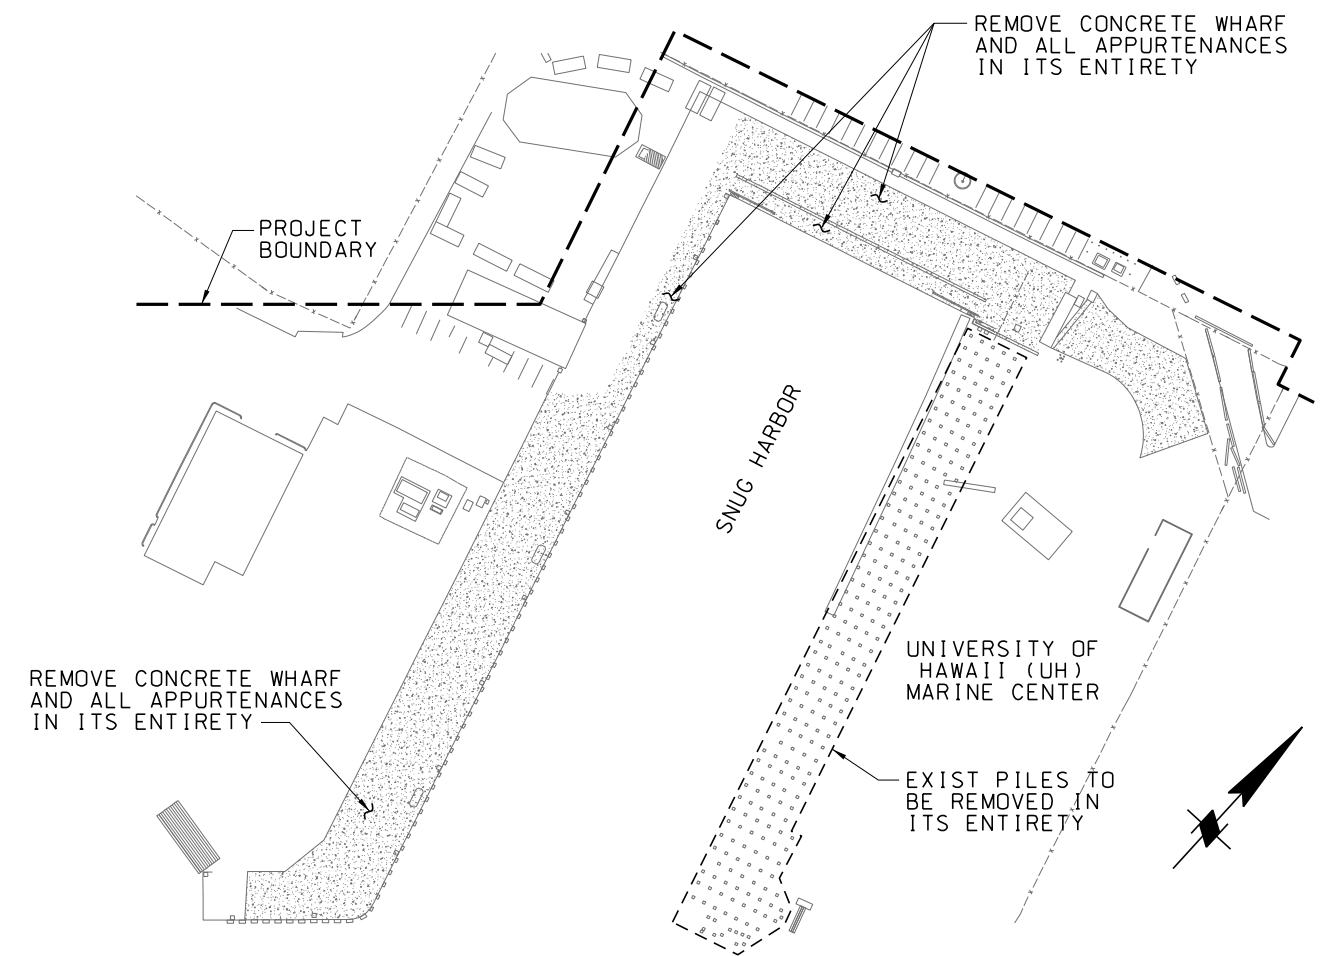 REMOVE CONCRETE WHARF
AND ALL APPURTENANCES
IN ITS ENTIRETY
PROJECT
BOUNDARY
SNUG HARBOR
UNIVERSITY OF
HAWAII (UH)
MARINE CENTER
REMOVE CONCRETE WHARF
AND ALL APPURTENANCES
IN ITS ENTIRETY
EXIST PILES TO
BE REMOVED IN
ITS ENTIRETY